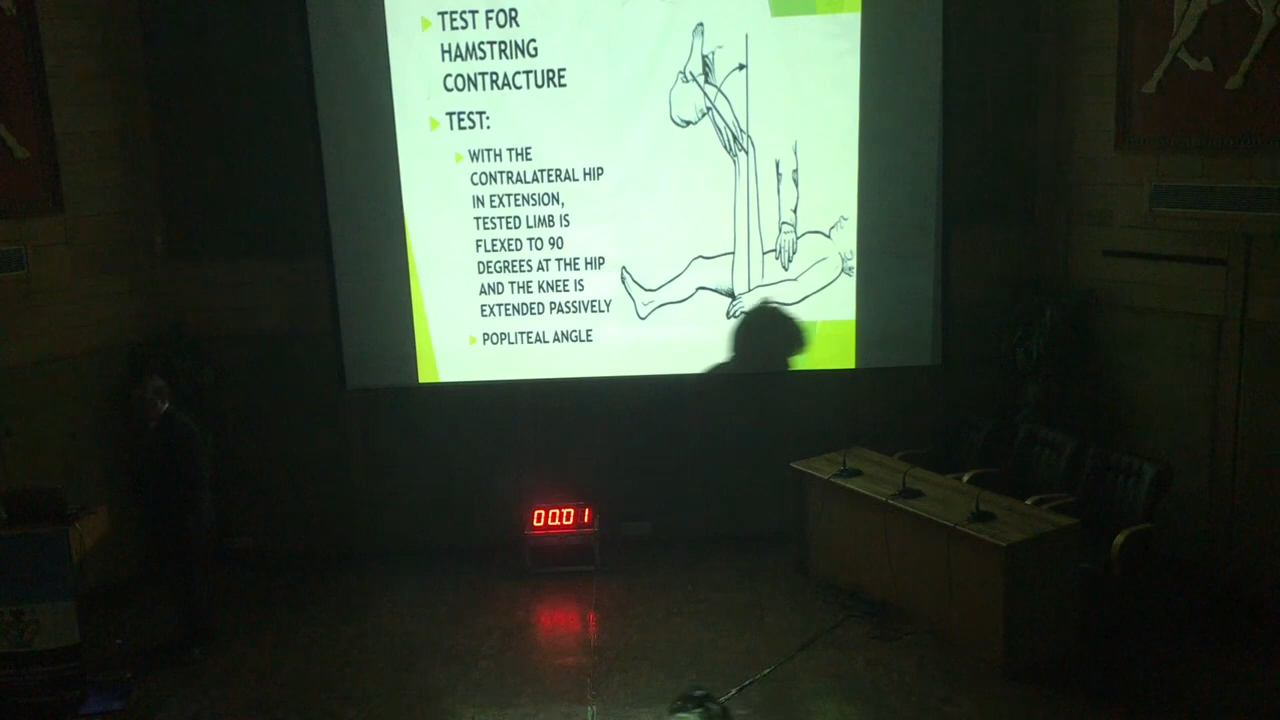 TEST FOR
HAMSTRING
CONTRACTURE
TEST:
WITH THE
CONTRALATERAL HIP
IN EXTENSION,
TESTED LIMB IS
FLEXED TO 90
DEGREES AT THE HIP
AND THE KNEE IS
EXTENDED PASSIVELY
POPLITEAL ANGLE
00.01